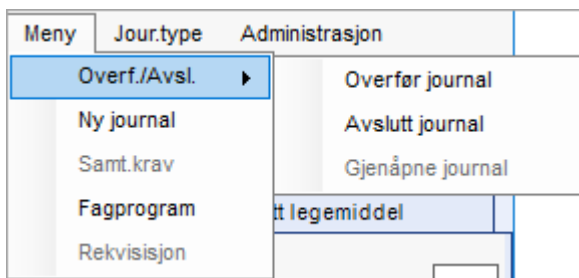 Meny Jour.type Administrasjon
Overf./Avsl. Overfør journal
Ny journal Avslutt journal
Samt.krav Gjenåpne journal
Fagprogram tt legemiddel
Rekvisisjon